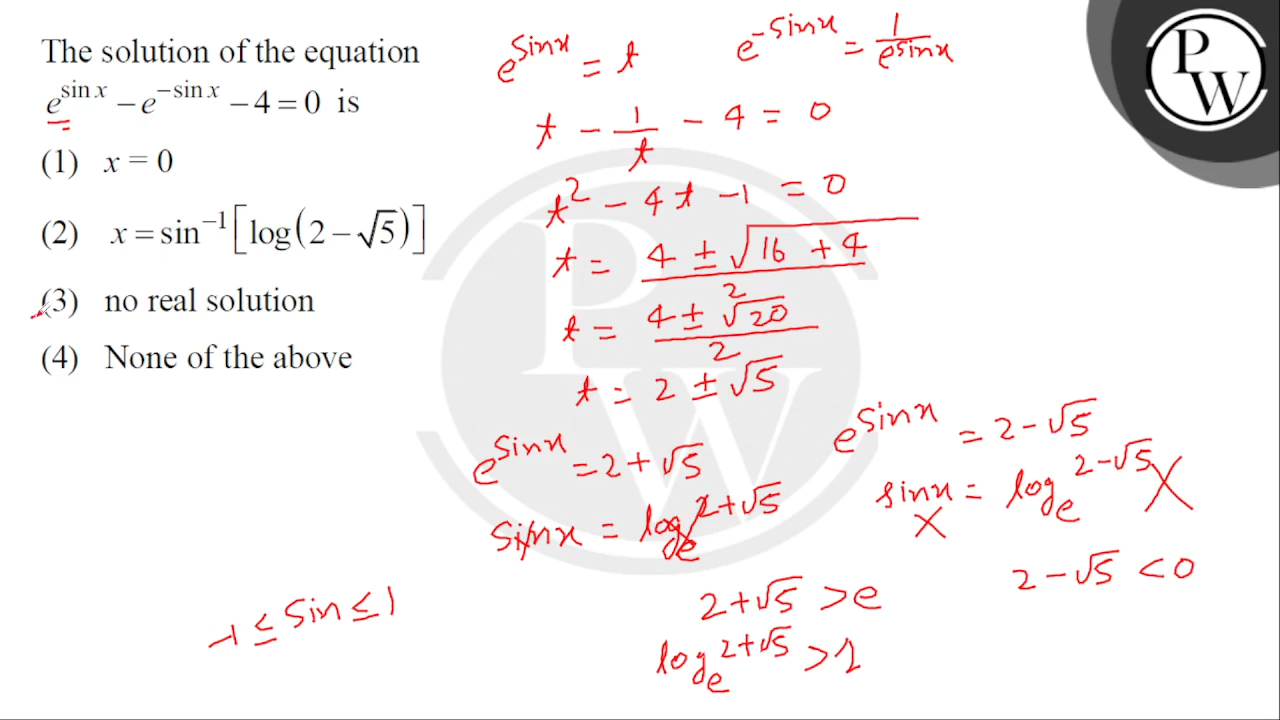 The solution of the equation
e^{sin x} − e^{−sin x} − 4 = 0 is
(1) x = 0
(2) x = sin⁻¹[log(2 − √5)]
(3) no real solution
(4) None of the above
e^{sinx} = t e^{-sinx} = 1/e^{sinx}
t - 1/t - 4 = 0
t² - 4t - 1 = 0
t = (4 ± √16 + 4)/2
t = (4 ± √20)/2
t = 2 ± √5
e^{sinx} = 2 + √5
sinx = log_e^{2+√5}
2 + √5 > e
log_e^{2+√5} > 1
e^{sinx} = 2 - √5
sinx = log_e^{2-√5} X
X
2 - √5 < 0
-1 ≤ Sin ≤ 1
P
W
P
W